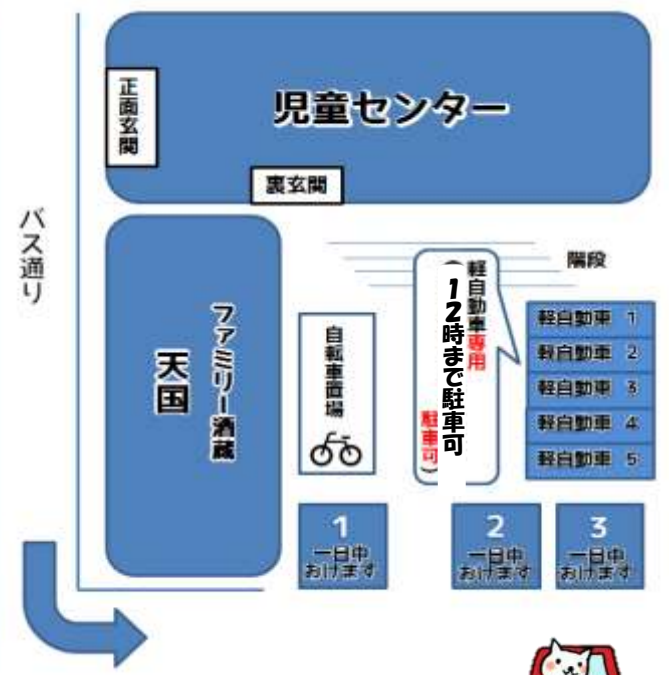 児童センター
正面玄関
裏玄関
バス通り
ファミリー酒蔵
天国
階段
自転車置場
軽自動車専用
（12時まで駐車可
駐車可）
軽自動車 1
軽自動車 2
軽自動車 3
軽自動車 4
軽自動車 5
1
一日中
おけます
2
一日中
おけます
3
一日中
おけます